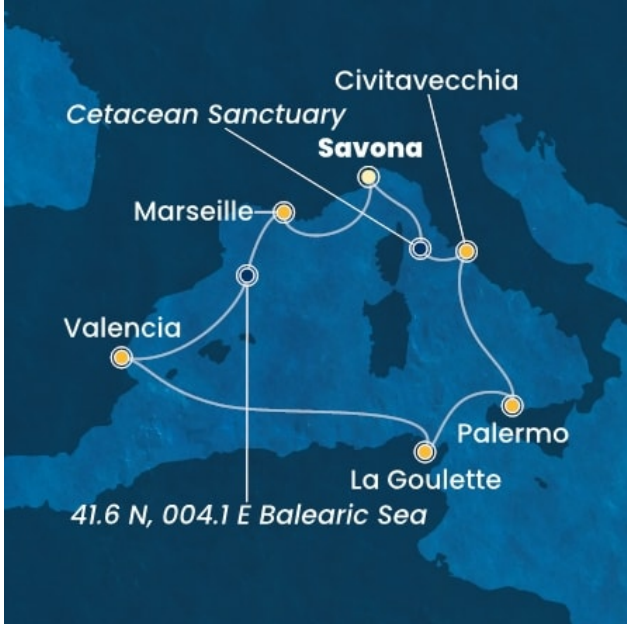 Civitavecchia
Cetacean Sanctuary
Savona
Marseille
Valencia
Palermo
La Goulette
41.6 N, 004.1 E Balearic Sea